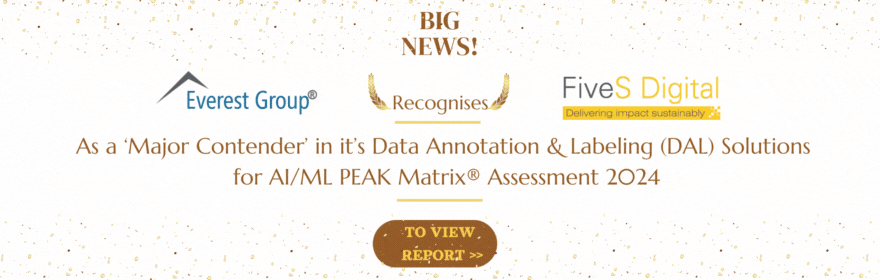 BIG
NEWS!
Everest Group®
Recognises
FiveS Digital
Delivering impact sustainably
As a ‘Major Contender’ in it’s Data Annotation & Labeling (DAL) Solutions
for AI/ML PEAK Matrix® Assessment 2024
TO VIEW
REPORT >>